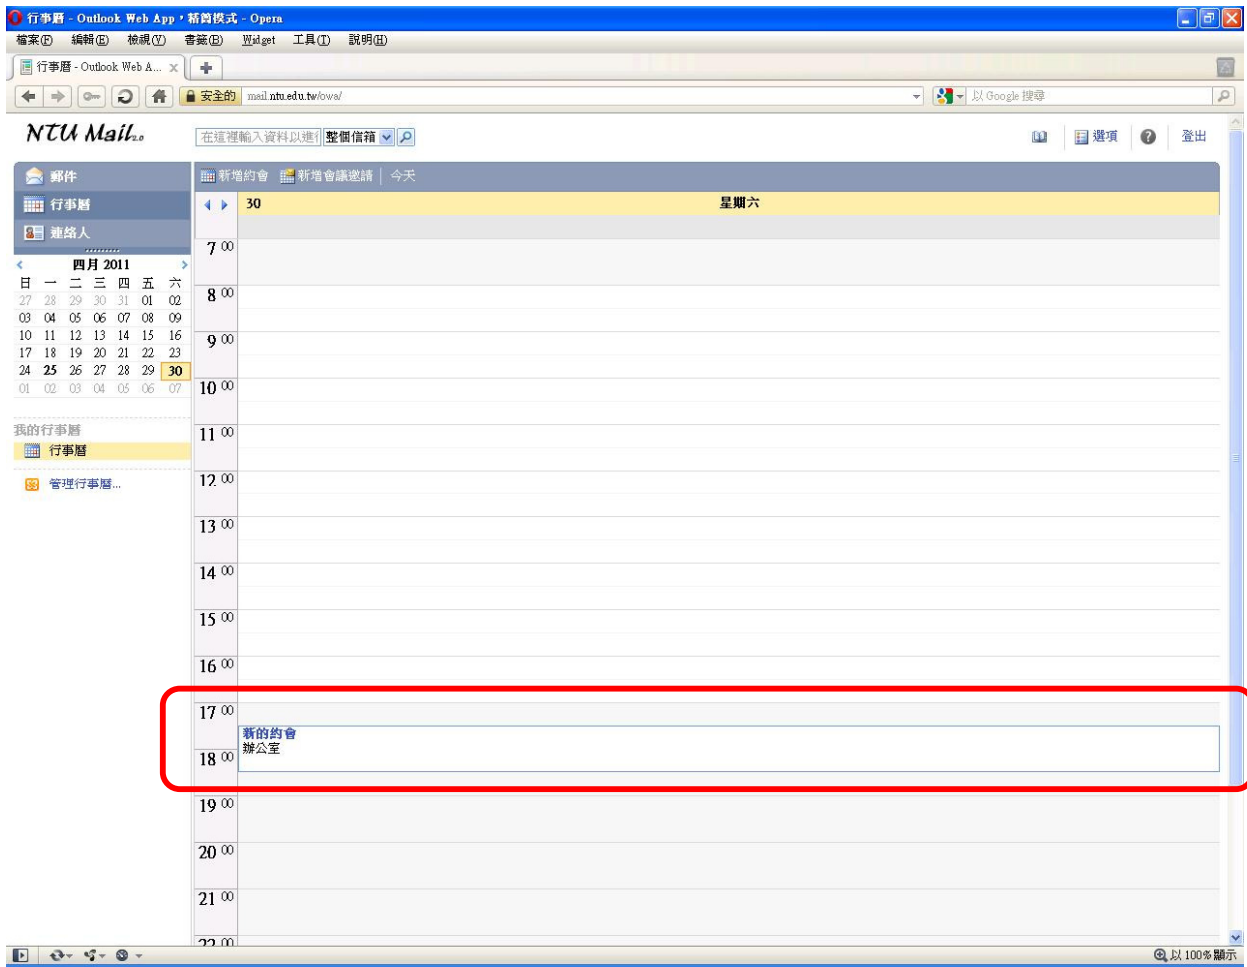 行事曆 - Outlook Web App，精簡模式 - Opera
檔案(F) 編輯(E) 檢視(V) 書籤(B) Widget 工具(T) 說明(H)
行事曆 - Outlook Web A...
安全的 mail.ntu.edu.tw/owa/ 以 Google 搜尋
NTU Mail 2.0
在這裡輸入資料以進行 整個信箱 選項 登出
郵件
行事曆
連絡人
新增約會 新增會議邀請 今天
30 星期六
四月 2011
日 一 二 三 四 五 六
27 28 29 30 31 01 02
03 04 05 06 07 08 09
10 11 12 13 14 15 16
17 18 19 20 21 22 23
24 25 26 27 28 29 30
01 02 03 04 05 06 07
我的行事曆
行事曆
管理行事曆...
7 00
8 00
9 00
10 00
11 00
12 00
13 00
14 00
15 00
16 00
17 00
新的約會
辦公室
18 00
19 00
20 00
21 00
22 00
以 100% 顯示